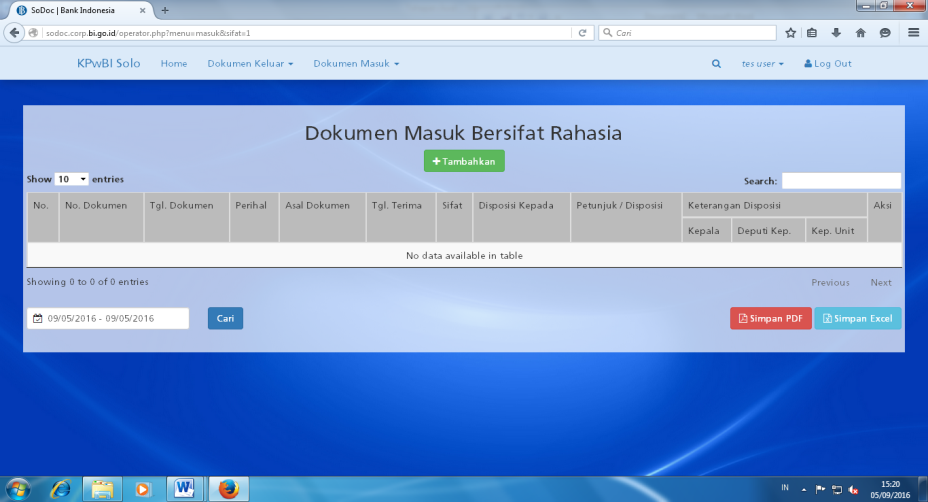 SoDoc | Bank Indonesia
sodoc.corp.bi.go.id/operator.php?menu=masuk&sifat=1
Cari
KPwBI Solo Home Dokumen Keluar Dokumen Masuk tes user Log Out
Dokumen Masuk Bersifat Rahasia
+Tambahkan
Show 10 entries
Search:
No. No. Dokumen Tgl. Dokumen Perihal Asal Dokumen Tgl. Terima Sifat Disposisi Kepada Petunjuk / Disposisi Keterangan Disposisi Aksi
Kepala Deputi Kep. Kep. Unit
No data available in table
Showing 0 to 0 of 0 entries
Previous Next
09/05/2016 - 09/05/2016 Cari Simpan PDF Simpan Excel
IN 15:20
05/09/2016